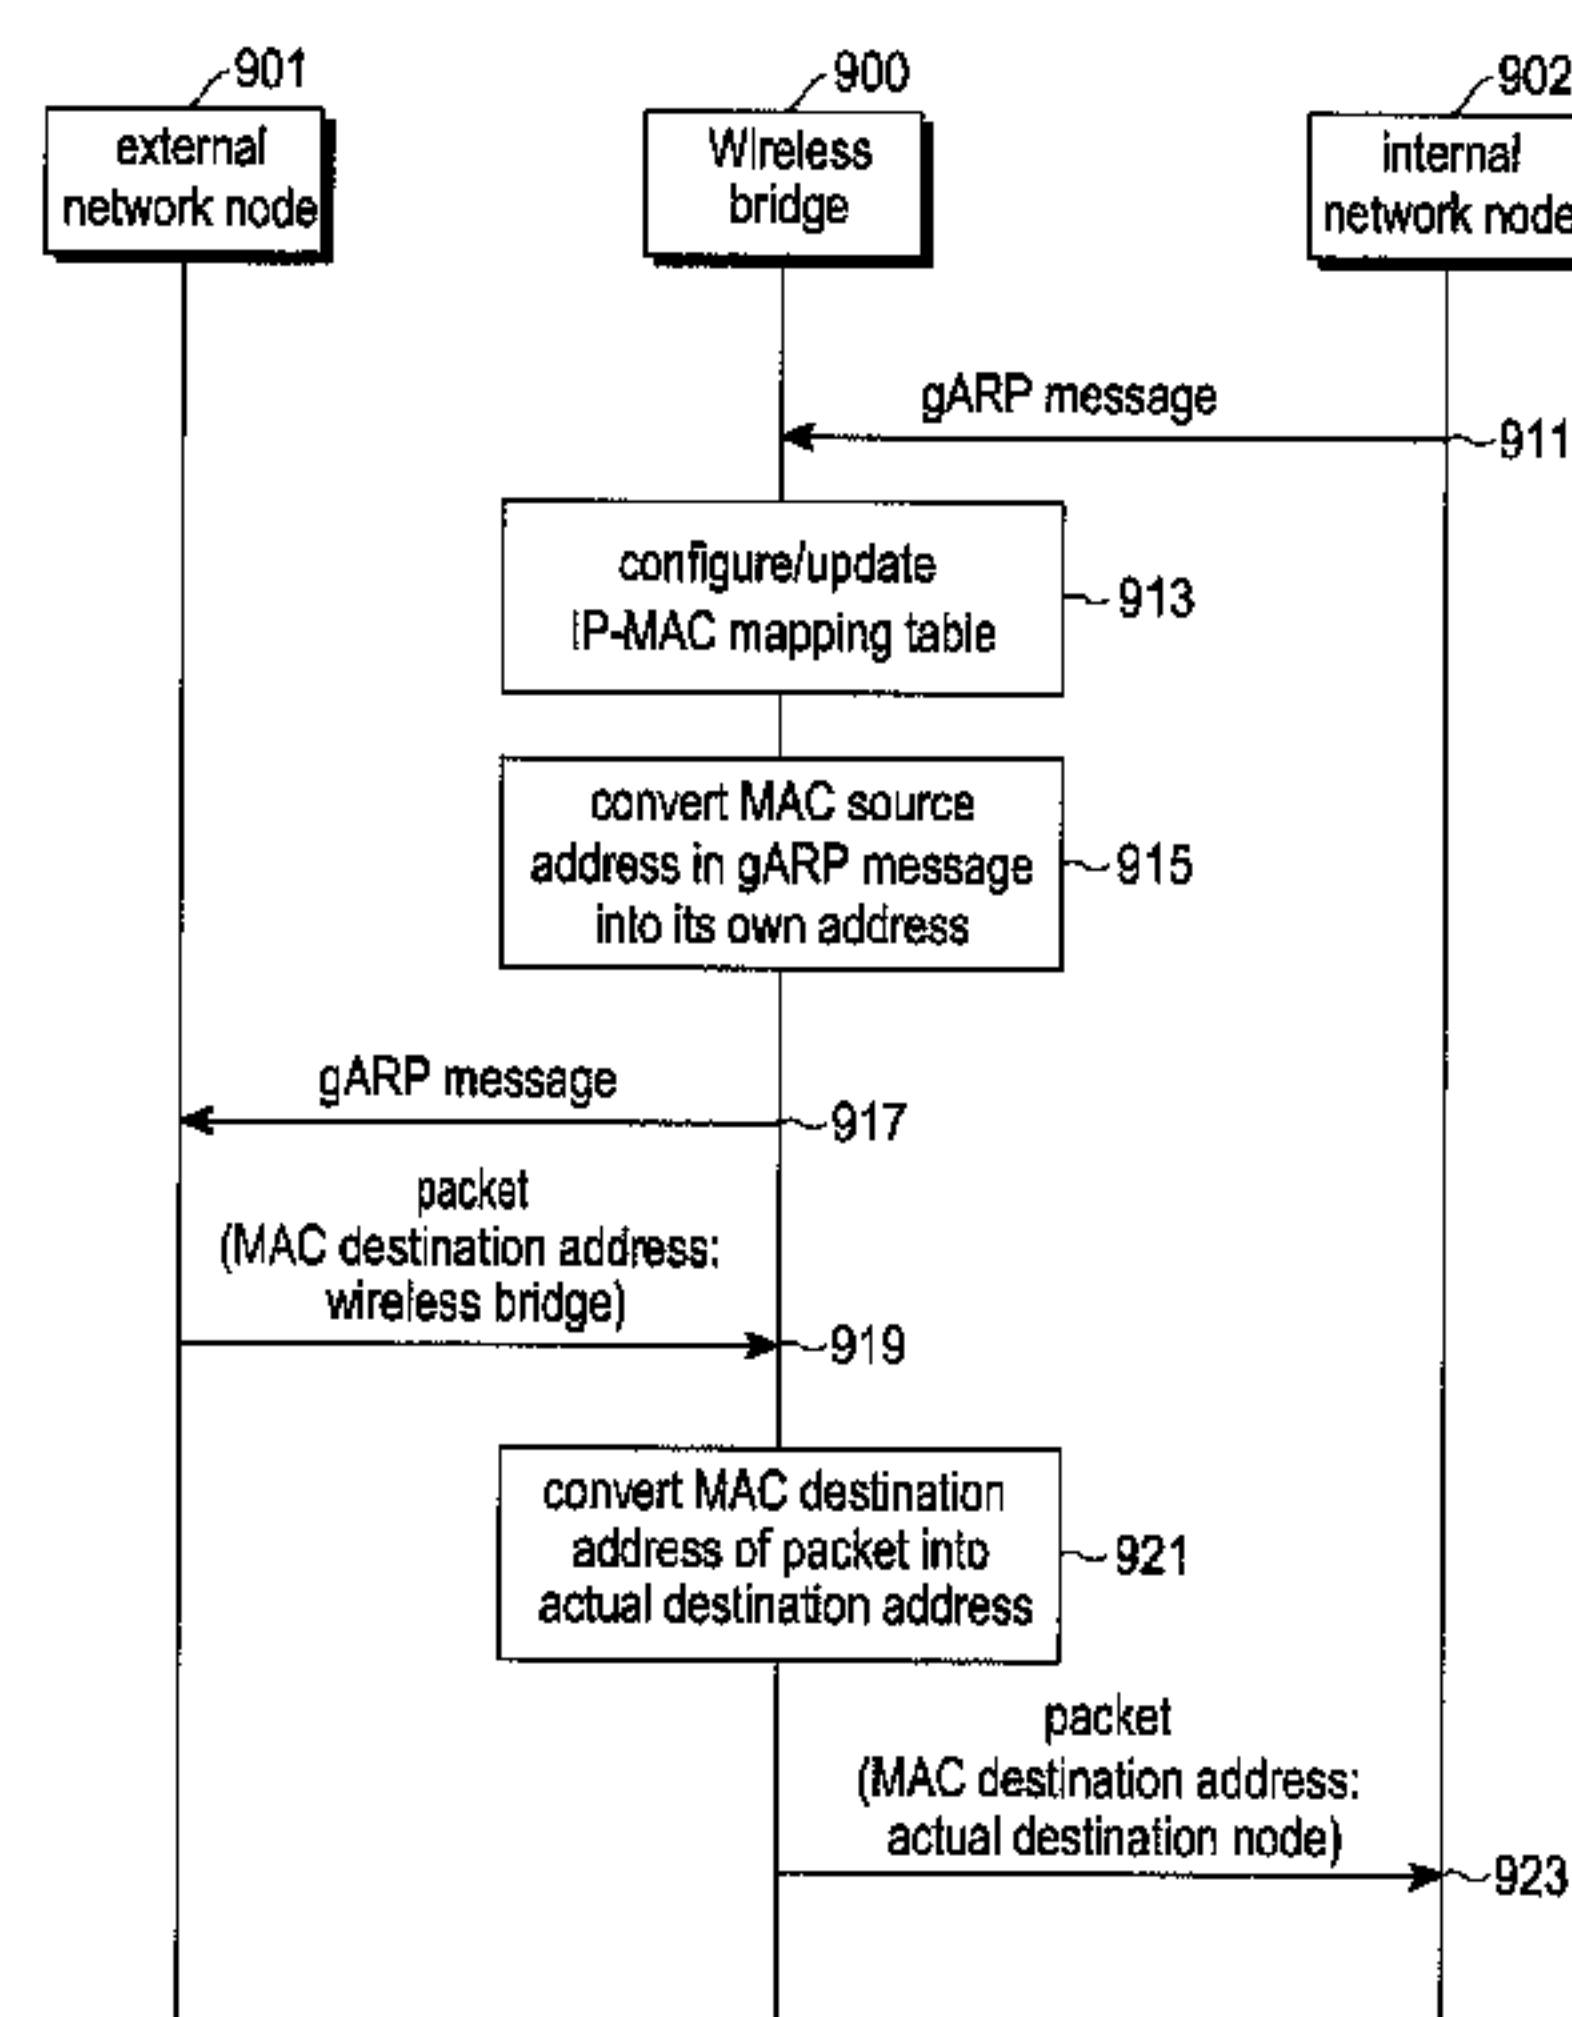 901
900
902
external
network node
Wireless
bridge
internal
network node
gARP message
911
configure/update
IP-MAC mapping table
913
convert MAC source
address in gARP message
into its own address
915
gARP message
917
packet
(MAC destination address:
wireless bridge)
919
convert MAC destination
address of packet into
actual destination address
921
packet
(MAC destination address:
actual destination node)
923